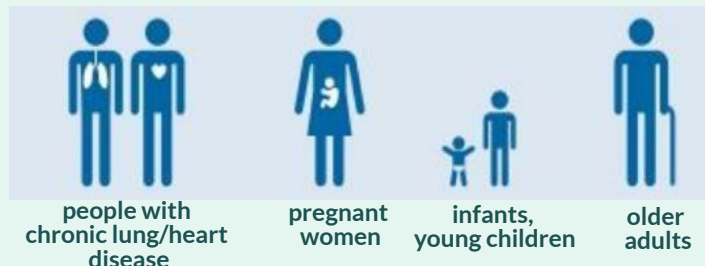 people with
chronic lung/heart
disease
pregnant
women
infants,
young children
older
adults